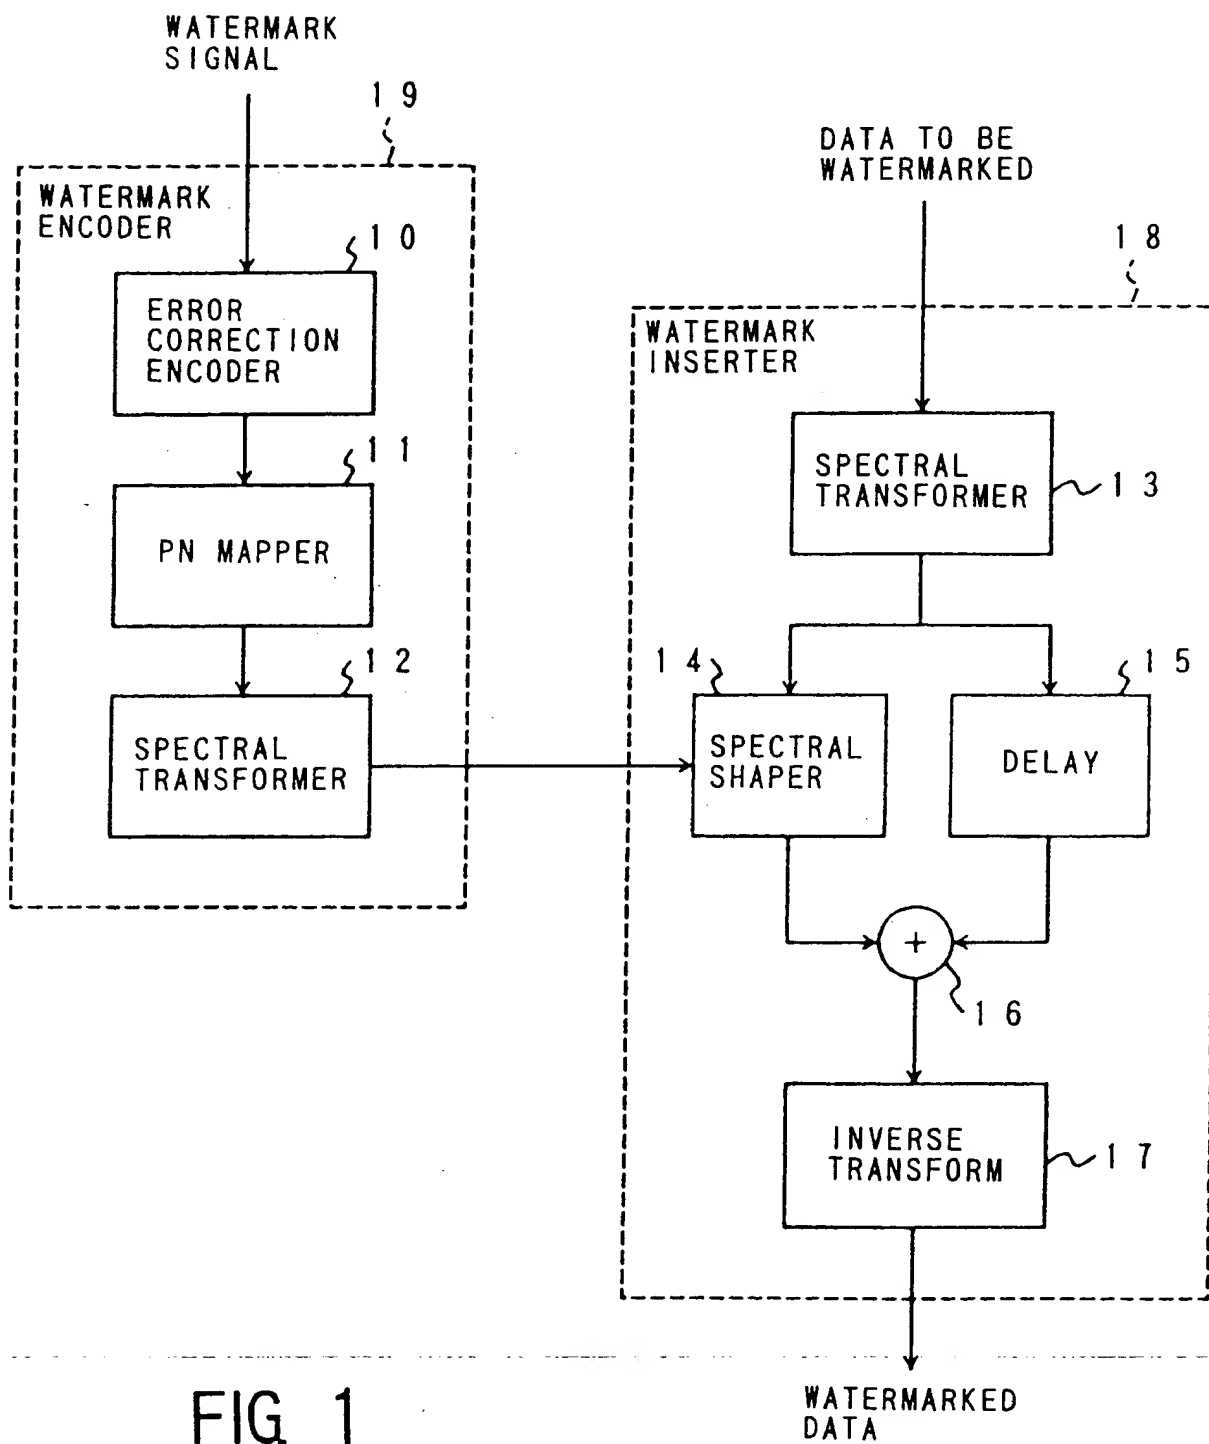 WATERMARK
SIGNAL
19
DATA TO BE
WATERMARKED
WATERMARK
ENCODER
10
18
ERROR
CORRECTION
ENCODER
WATERMARK
INSERTER
11
SPECTRAL
TRANSFORMER
13
PN MAPPER
12
14
15
SPECTRAL
TRANSFORMER
SPECTRAL
SHAPER
DELAY
+
16
INVERSE
TRANSFORM
17
WATERMARKED
DATA
FIG. 1